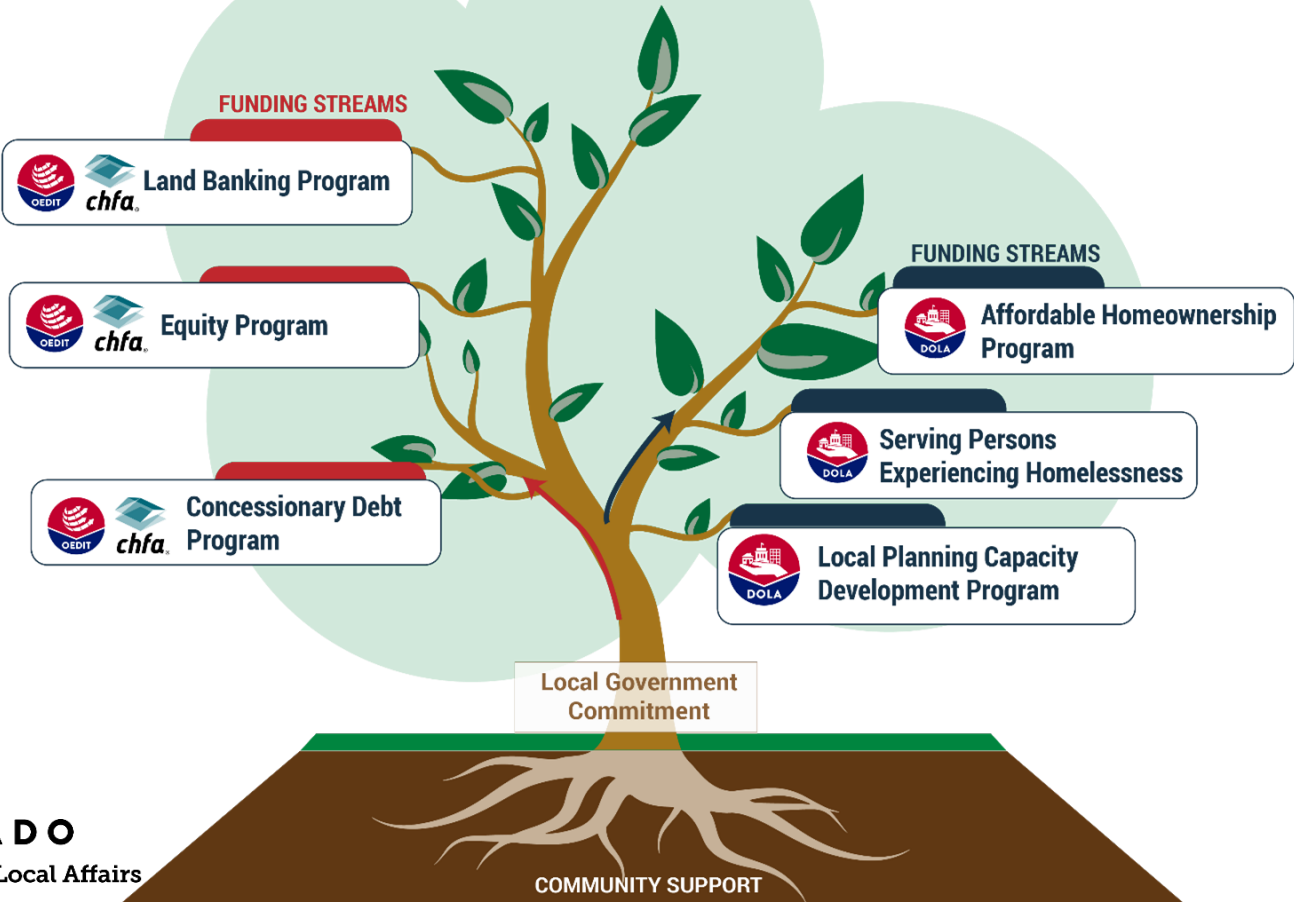 FUNDING STREAMS
OEDIT
chfa®
Land Banking Program
OEDIT
chfa®
Equity Program
OEDIT
chfa®
Concessionary Debt
Program
FUNDING STREAMS
DOLA
Affordable Homeownership
Program
DOLA
Serving Persons
Experiencing Homelessness
DOLA
Local Planning Capacity
Development Program
Local Government
Commitment
ADO
Local Affairs
COMMUNITY SUPPORT